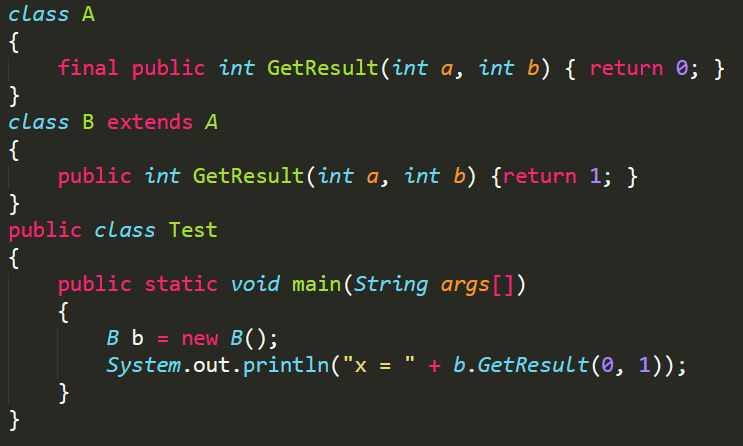 class A
{
    final public int GetResult(int a, int b) { return 0; }
}
class B extends A
{
    public int GetResult(int a, int b) {return 1; }
}
public class Test
{
    public static void main(String args[])
    {
        B b = new B();
        System.out.println("x = " + b.GetResult(0, 1));
    }
}